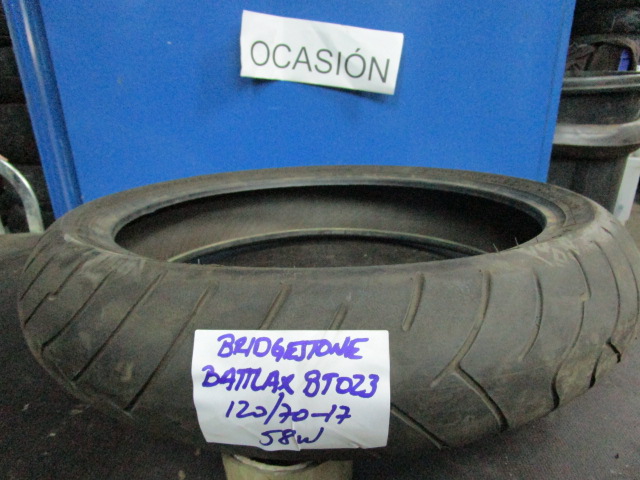 OCASIÓN
BRIDGESTONE
BATTLAX BT023
120/70-17
58W